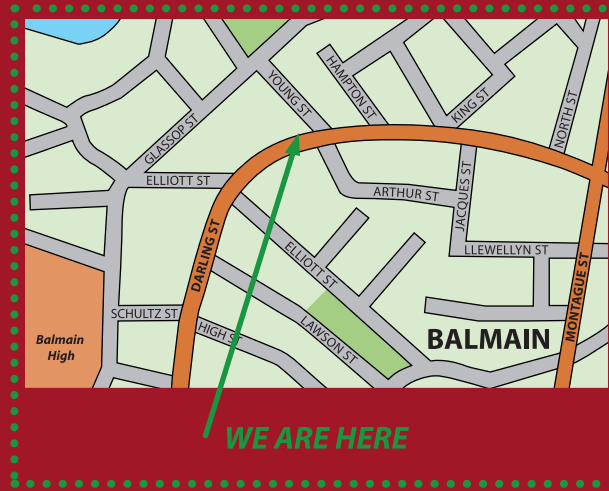 YOUNG ST
HAMPTON ST
KING ST
NORTH ST
GLASSOP ST
ELLIOTT ST
ARTHUR ST
JACQUES ST
DARLING ST
ELLIOTT ST
LLEWELLYN ST
MONTAGUE ST
SCHULTZ ST
HIGH ST
LAWSON ST
BALMAIN
Balmain
High
WE ARE HERE